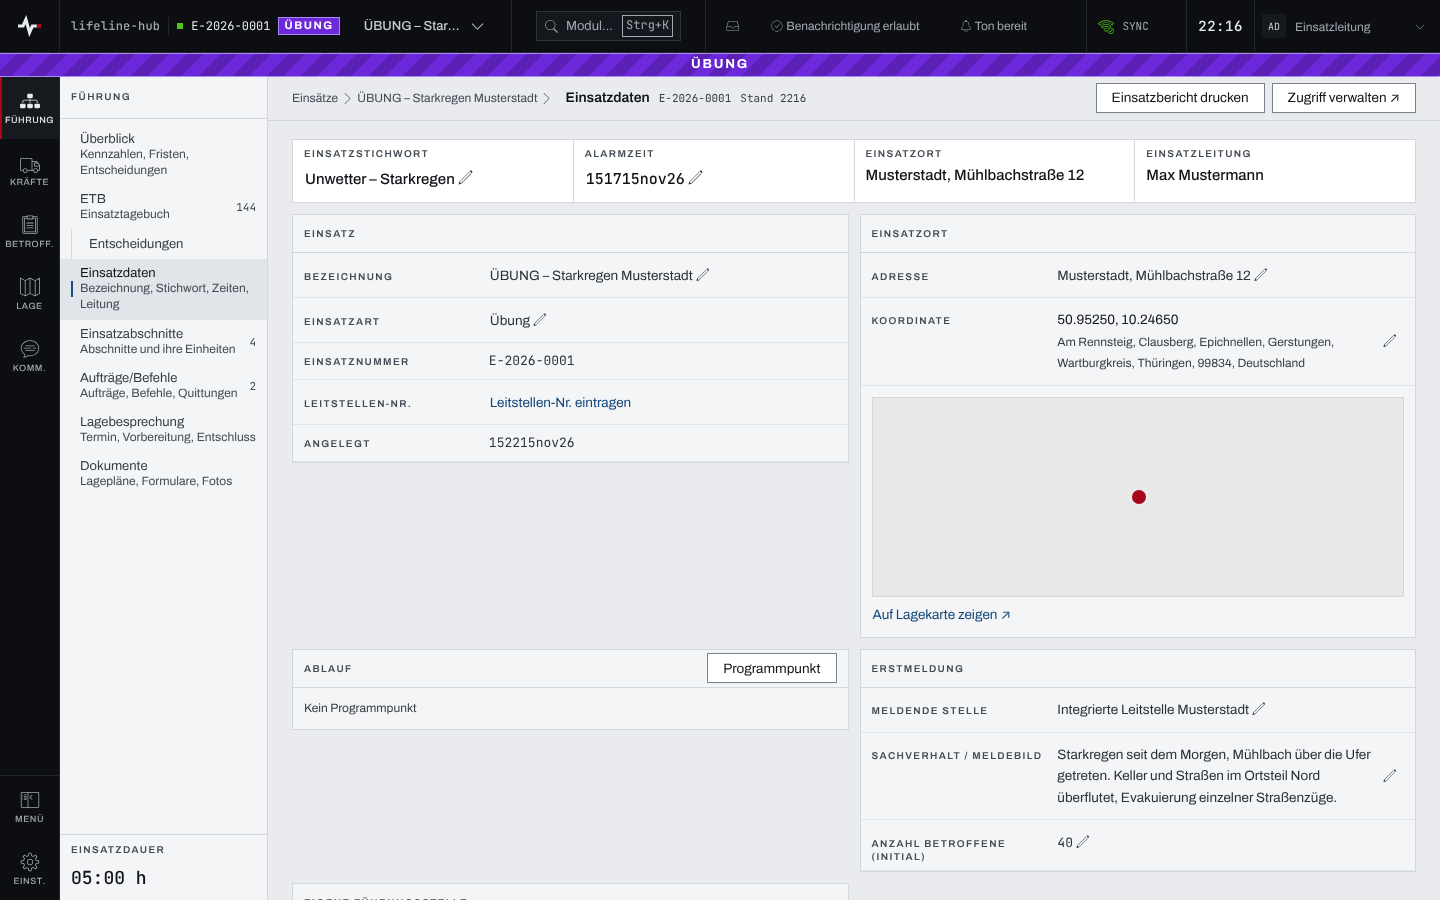 lifeline-hub E-2026-0001 ÜBUNG ÜBUNG – Star... Modul... Strg+K Benachrichtigung erlaubt Ton bereit SYNC 22:16 AD Einsatzleitung
ÜBUNG
FÜHRUNG
KRÄFTE
BETROFF.
LAGE
KOMM.
MENÜ
EINST.
FÜHRUNG
Überblick
Kennzahlen, Fristen,
Entscheidungen
ETB
Einsatztagebuch 144
Entscheidungen
Einsatzdaten
Bezeichnung, Stichwort, Zeiten,
Leitung
Einsatzabschnitte
Abschnitte und ihre Einheiten 4
Aufträge/Befehle
Aufträge, Befehle, Quittungen 2
Lagebesprechung
Termin, Vorbereitung, Entschluss
Dokumente
Lagepläne, Formulare, Fotos
EINSATZDAUER
05:00 h
Einsätze ÜBUNG – Starkregen Musterstadt Einsatzdaten E-2026-0001 Stand 2216 Einsatzbericht drucken Zugriff verwalten ↗
EINSATZSTICHWORT
Unwetter – Starkregen
ALARMZEIT
151715nov26
EINSATZORT
Musterstadt, Mühlbachstraße 12
EINSATZLEITUNG
Max Mustermann
EINSATZ
BEZEICHNUNG ÜBUNG – Starkregen Musterstadt
EINSATZART Übung
EINSATZNUMMER E-2026-0001
LEITSTELLEN-NR. Leitstellen-Nr. eintragen
ANGELEGT 152215nov26
EINSATZORT
ADRESSE Musterstadt, Mühlbachstraße 12
KOORDINATE 50.95250, 10.24650
Am Rennsteig, Clausberg, Epichnellen, Gerstungen,
Wartburgkreis, Thüringen, 99834, Deutschland
Auf Lagekarte zeigen ↗
ABLAUF Programmpunkt
Kein Programmpunkt
ERSTMELDUNG
MELDENDE STELLE Integrierte Leitstelle Musterstadt
SACHVERHALT / MELDEBILD Starkregen seit dem Morgen, Mühlbach über die Ufer
getreten. Keller und Straßen im Ortsteil Nord
überflutet, Evakuierung einzelner Straßenzüge.
ANZAHL BETROFFENE
(INITIAL) 40